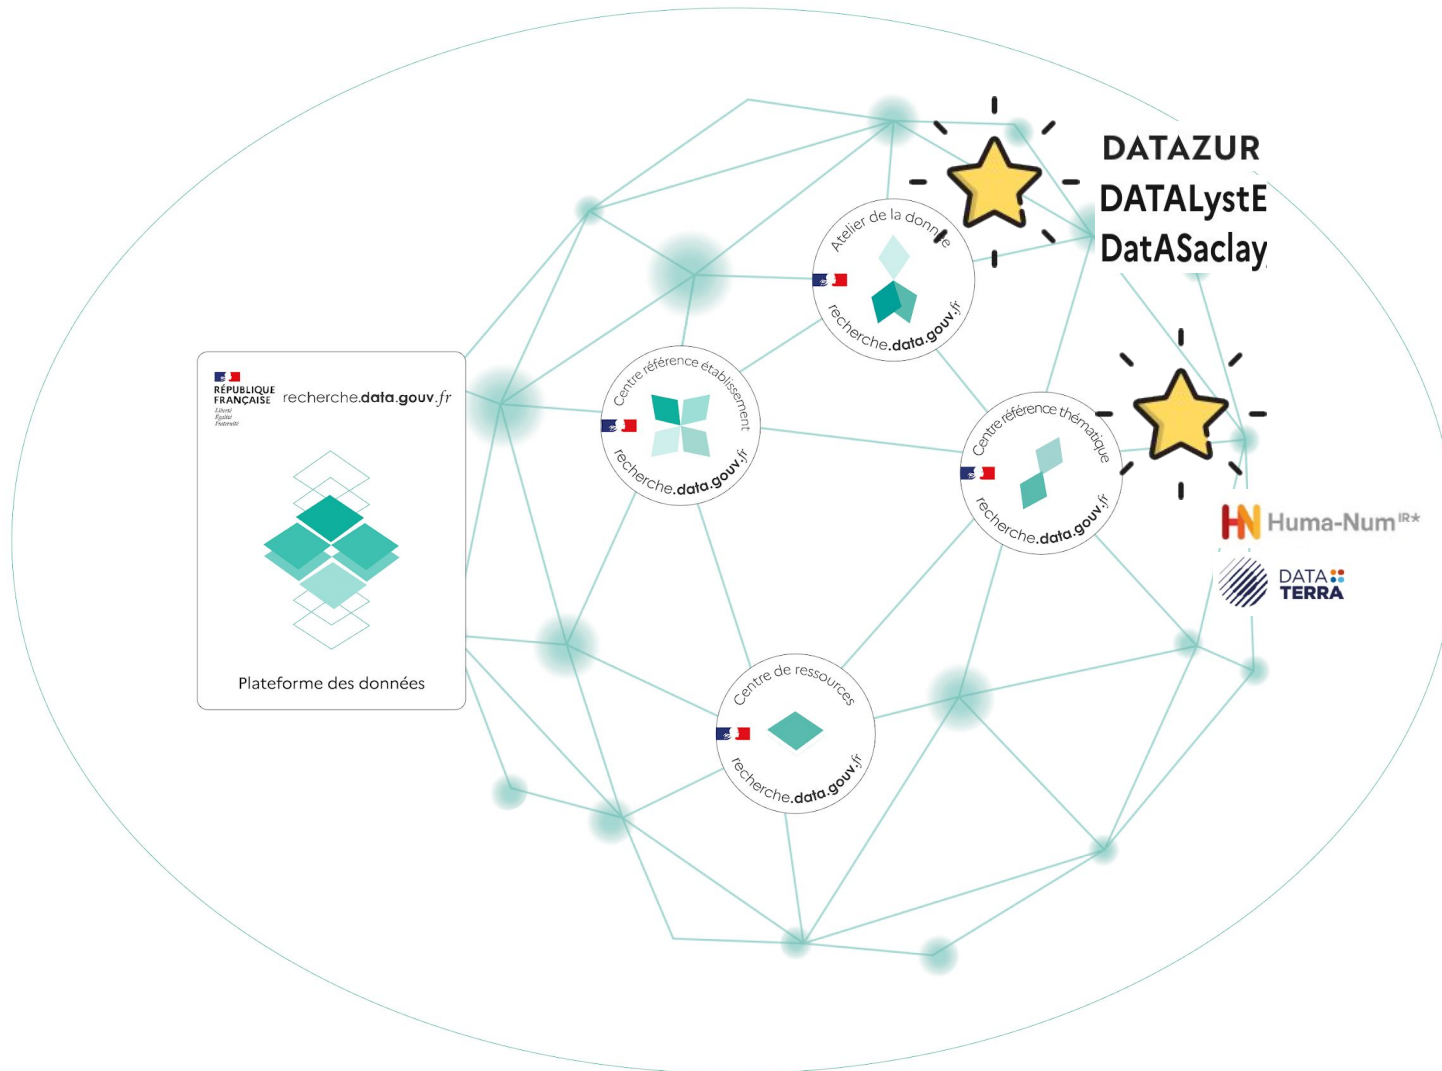 DATAZUR
DATALystE
DatASaclay
Atelier de la donnée
recherche.data.gouv.fr
RÉPUBLIQUE
FRANÇAISE
Liberté
Égalité
Fraternité
recherche.data.gouv.fr
Plateforme des données
Centre référence établissement
recherche.data.gouv.fr
Centre référence thématique
recherche.data.gouv.fr
Huma-Num IR*
DATA
TERRA
Centre de ressources
recherche.data.gouv.fr